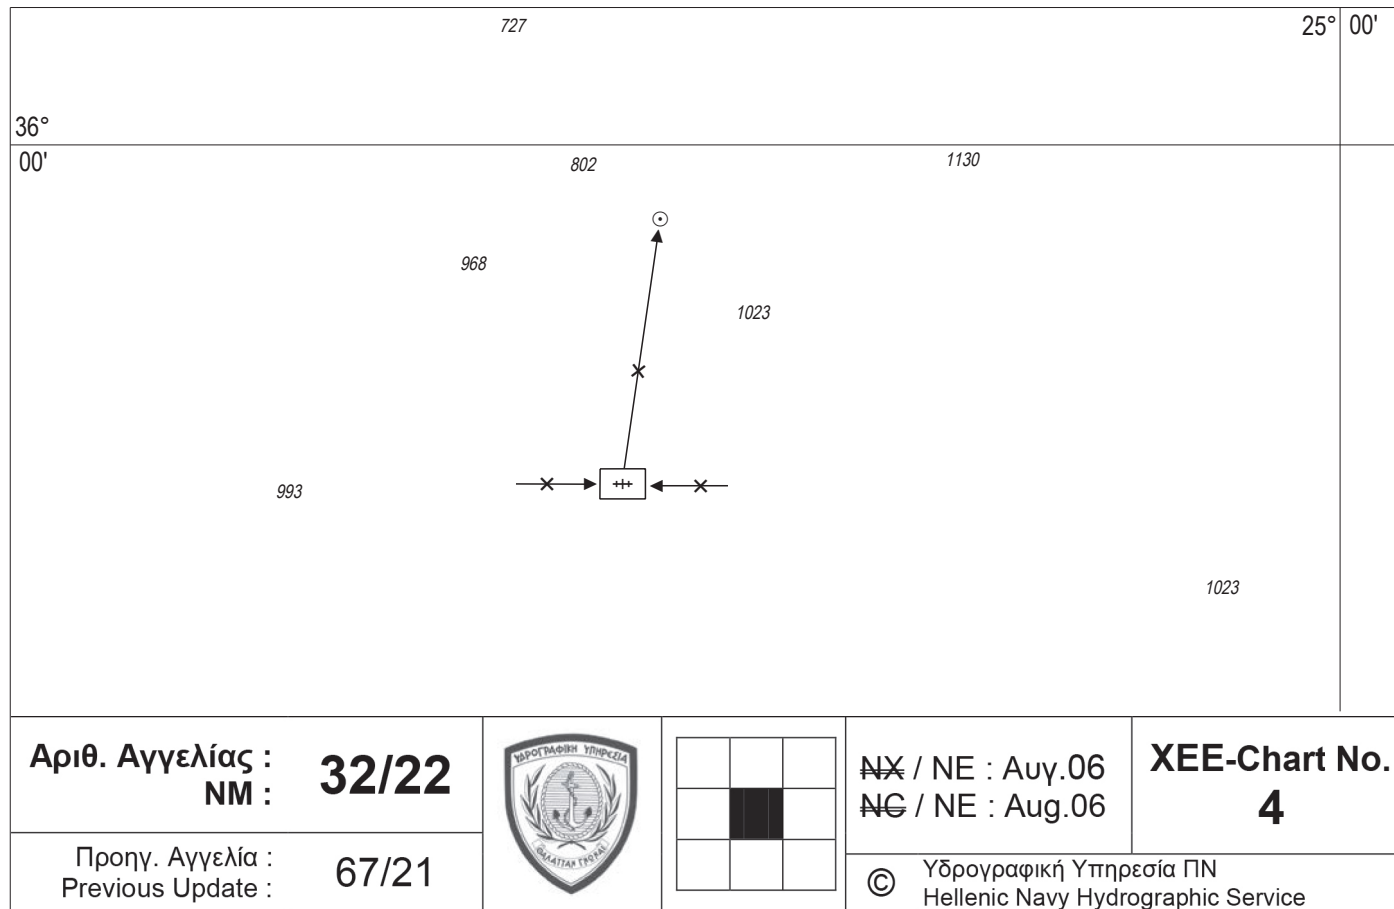 727
25° 00'
36°
00'
802
1130
968
1023
993
1023
Αριθ. Αγγελίας :
NM :
32/22
Προηγ. Αγγελία :
Previous Update :
67/21
ΥΔΡΟΓΡΑΦΙΚΗ ΥΠΗΡΕΣΙΑ
NX / NE : Αυγ.06
NC / NE : Aug.06
XEE-Chart No.
4
© Υδρογραφική Υπηρεσία ΠΝ
Hellenic Navy Hydrographic Service